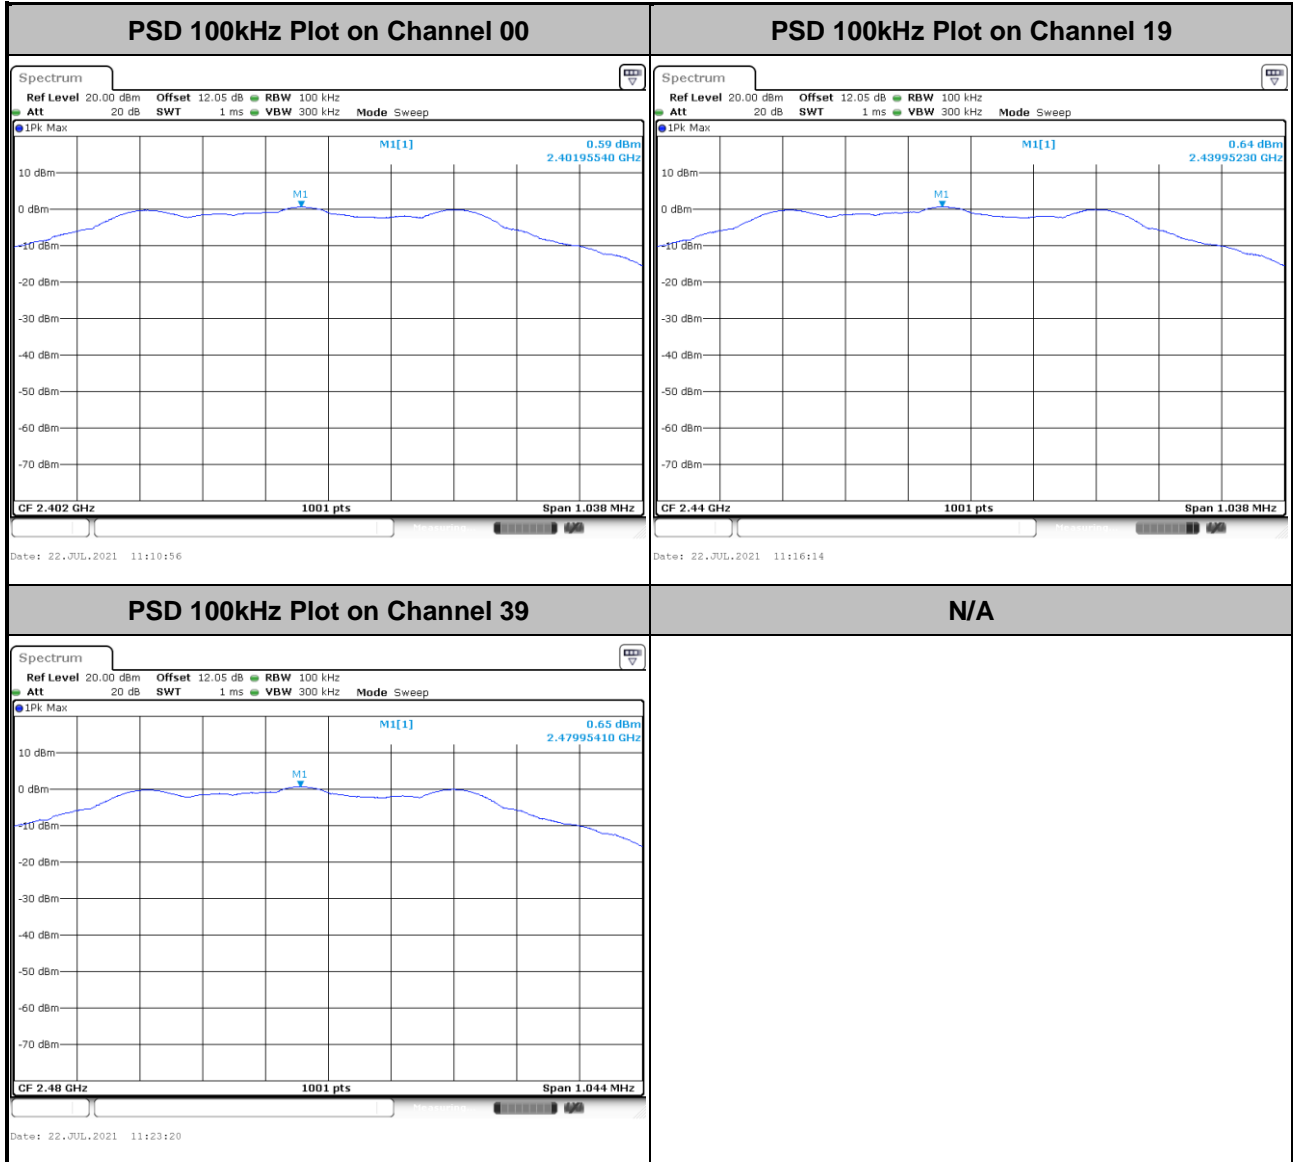 PSD 100kHz Plot on Channel 00
PSD 100kHz Plot on Channel 19
Spectrum
Ref Level 20.00 dBm Offset 12.05 dB RBW 100 kHz
Att 20 dB SWT 1 ms VBW 300 kHz Mode Sweep
1Pk Max
M1[1] 0.59 dBm
2.40195540 GHz
10 dBm
M1
0 dBm
-10 dBm
-20 dBm
-30 dBm
-40 dBm
-50 dBm
-60 dBm
-70 dBm
CF 2.402 GHz 1001 pts Span 1.038 MHz
Measuring
Date: 22.JUL.2021 11:10:56
Spectrum
Ref Level 20.00 dBm Offset 12.05 dB RBW 100 kHz
Att 20 dB SWT 1 ms VBW 300 kHz Mode Sweep
1Pk Max
M1[1] 0.64 dBm
2.43995230 GHz
10 dBm
M1
0 dBm
-10 dBm
-20 dBm
-30 dBm
-40 dBm
-50 dBm
-60 dBm
-70 dBm
CF 2.44 GHz 1001 pts Span 1.038 MHz
Measuring
Date: 22.JUL.2021 11:16:14
PSD 100kHz Plot on Channel 39
N/A
Spectrum
Ref Level 20.00 dBm Offset 12.05 dB RBW 100 kHz
Att 20 dB SWT 1 ms VBW 300 kHz Mode Sweep
1Pk Max
M1[1] 0.65 dBm
2.47995410 GHz
10 dBm
M1
0 dBm
-10 dBm
-20 dBm
-30 dBm
-40 dBm
-50 dBm
-60 dBm
-70 dBm
CF 2.48 GHz 1001 pts Span 1.044 MHz
Measuring
Date: 22.JUL.2021 11:23:20